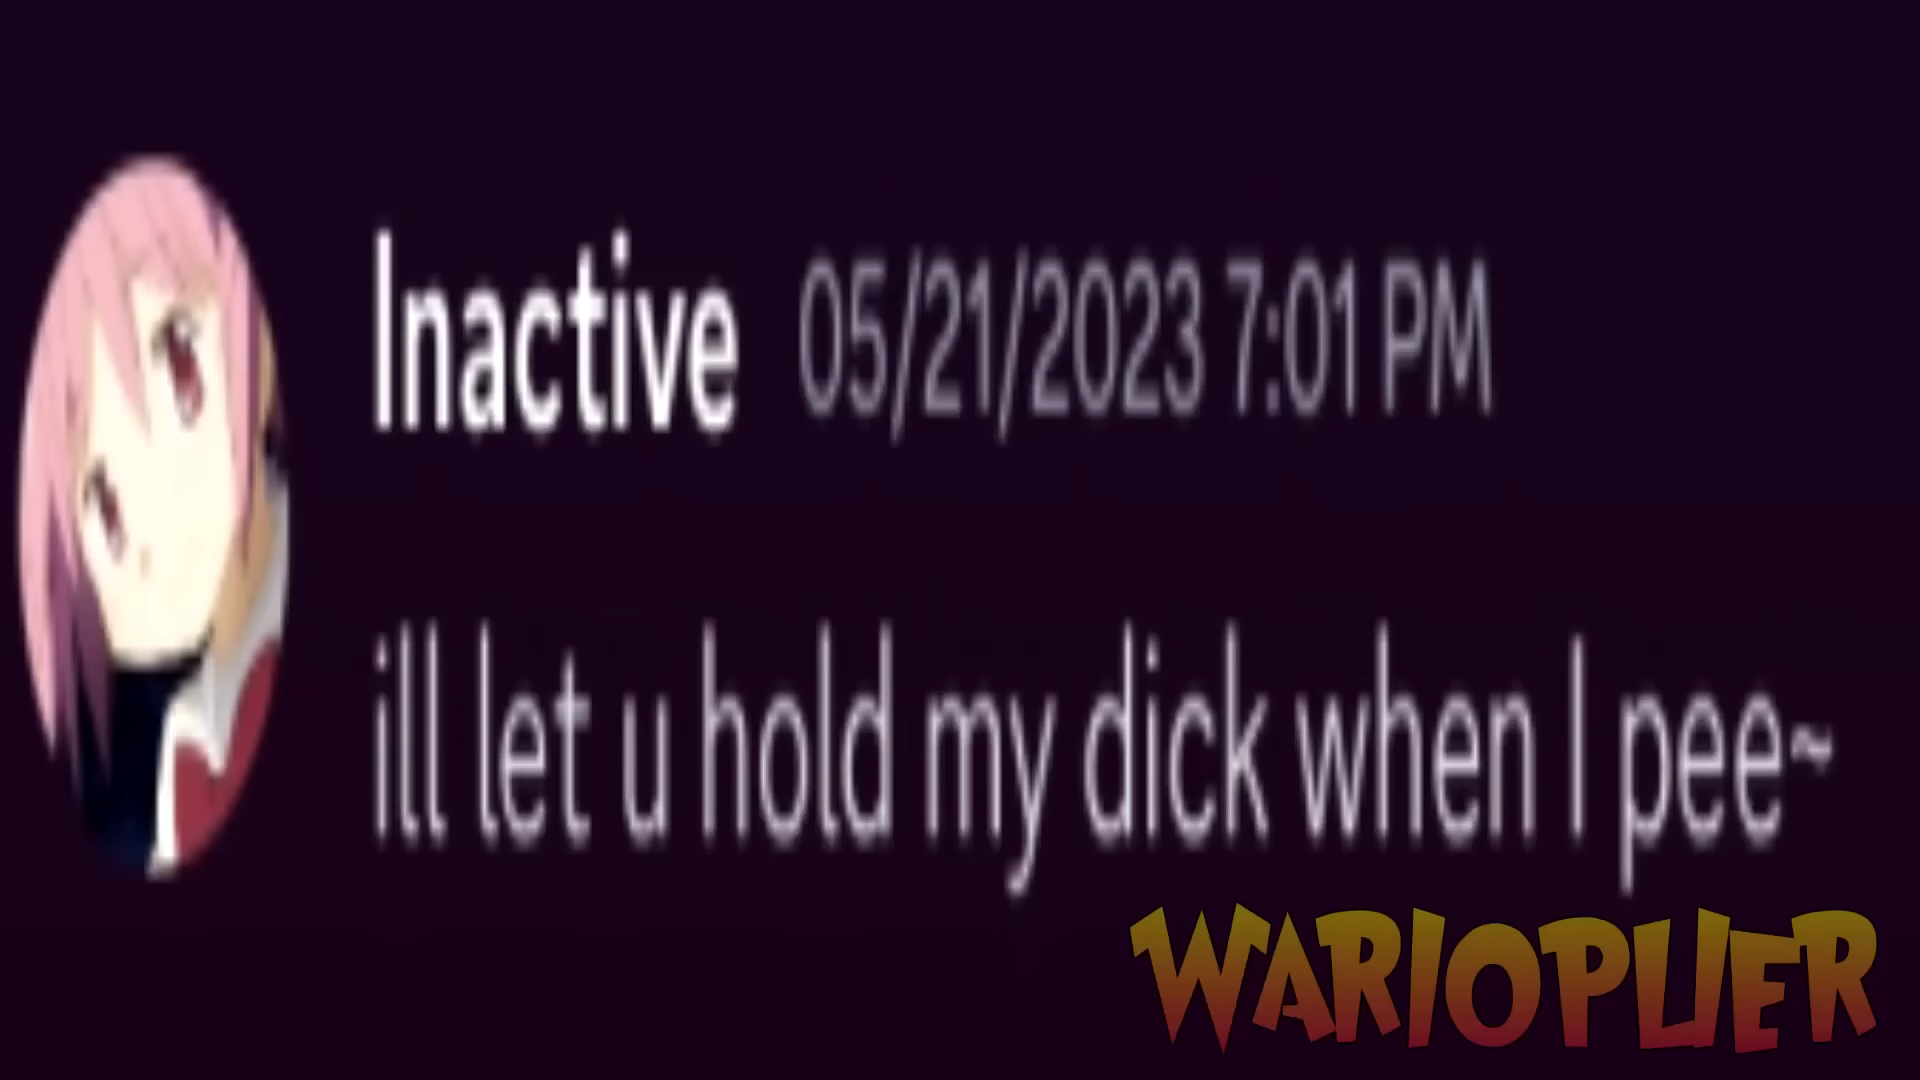 Inactive 05/21/2023 7:01 PM
ill let u hold my dick when I pee~
WARIOPLIER